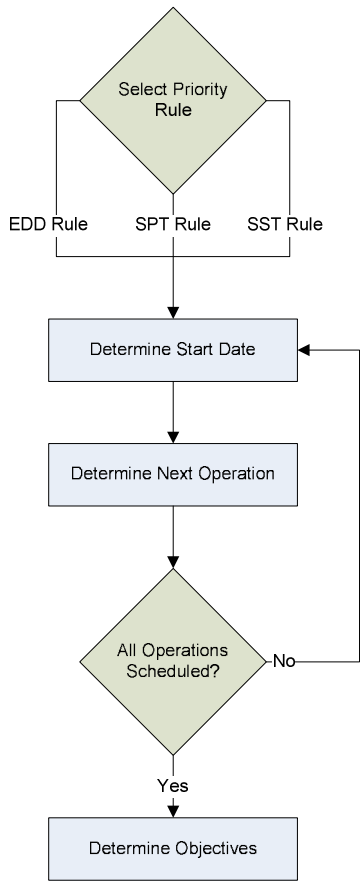 Select Priority
Rule
EDD Rule
SPT Rule
SST Rule
Determine Start Date
Determine Next Operation
All Operations
Scheduled?
No
Yes
Determine Objectives